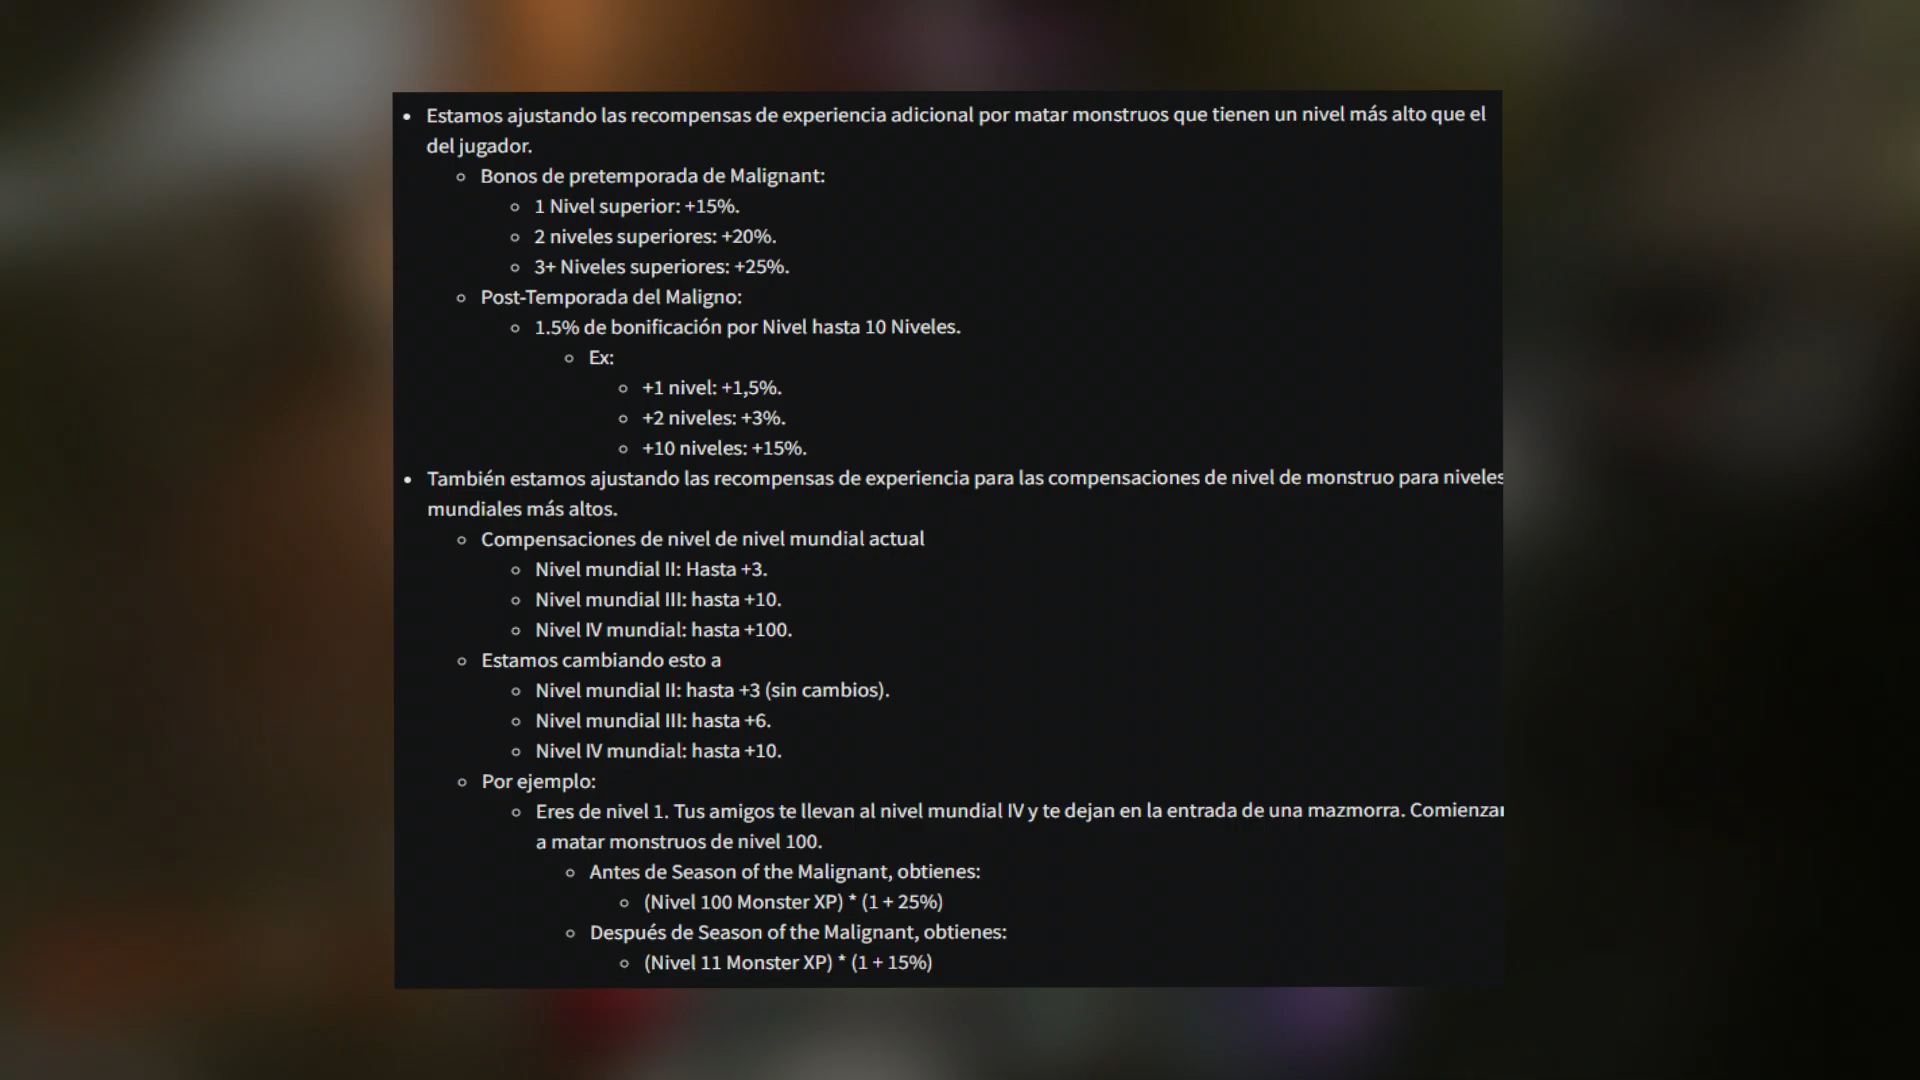 Estamos ajustando las recompensas de experiencia adicional por matar monstruos que tienen un nivel más alto que el
del jugador.
Bonos de pretemporada de Malignant:
1 Nivel superior: +15%.
2 niveles superiores: +20%.
3+ Niveles superiores: +25%.
Post-Temporada del Maligno:
1.5% de bonificación por Nivel hasta 10 Niveles.
Ex:
+1 nivel: +1,5%.
+2 niveles: +3%.
+10 niveles: +15%.
También estamos ajustando las recompensas de experiencia para las compensaciones de nivel de monstruo para niveles
mundiales más altos.
Compensaciones de nivel de nivel mundial actual
Nivel mundial II: Hasta +3.
Nivel mundial III: hasta +10.
Nivel IV mundial: hasta +100.
Estamos cambiando esto a
Nivel mundial II: hasta +3 (sin cambios).
Nivel mundial III: hasta +6.
Nivel IV mundial: hasta +10.
Por ejemplo:
Eres de nivel 1. Tus amigos te llevan al nivel mundial IV y te dejan en la entrada de una mazmorra. Comienzan
a matar monstruos de nivel 100.
Antes de Season of the Malignant, obtienes:
(Nivel 100 Monster XP) * (1 + 25%)
Después de Season of the Malignant, obtienes:
(Nivel 11 Monster XP) * (1 + 15%)